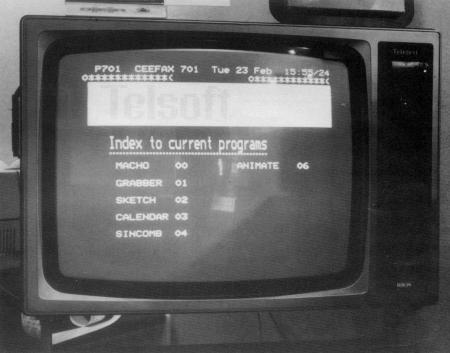 P701 CEEFAX 701 Tue 23 Feb 15:55/24
O************< O************<
Telsoft
Index to current programs
MACHO 00 ANIMATE 06
GRABBER 01
SKETCH 02
CALENDAR 03
SINCOMB 04